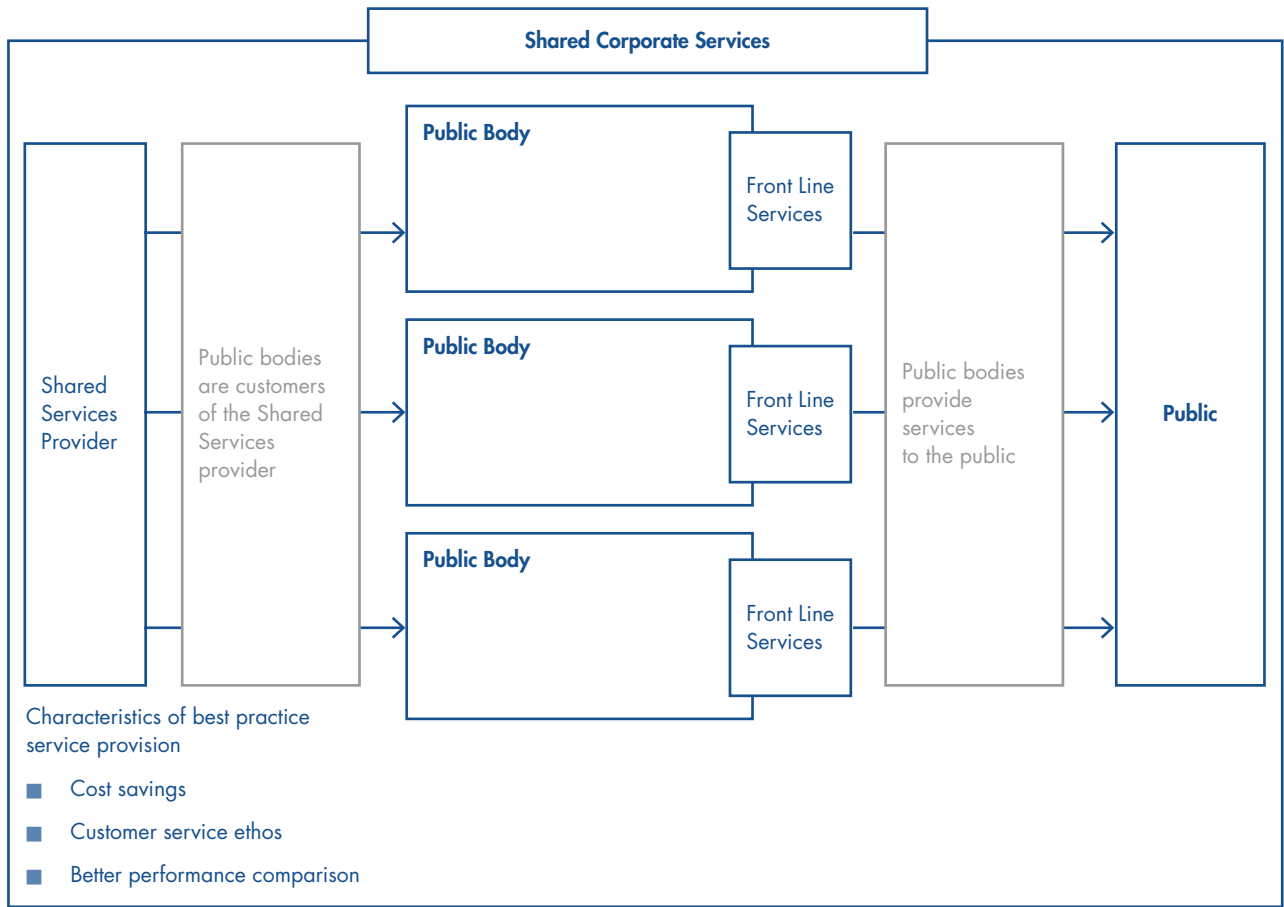 Shared Corporate Services
Shared
Services
Provider
Public bodies
are customers
of the Shared
Services
provider
Public Body
Front Line
Services
Public Body
Front Line
Services
Public Body
Front Line
Services
Public bodies
provide
services
to the public
Public
Characteristics of best practice
service provision
Cost savings
Customer service ethos
Better performance comparison